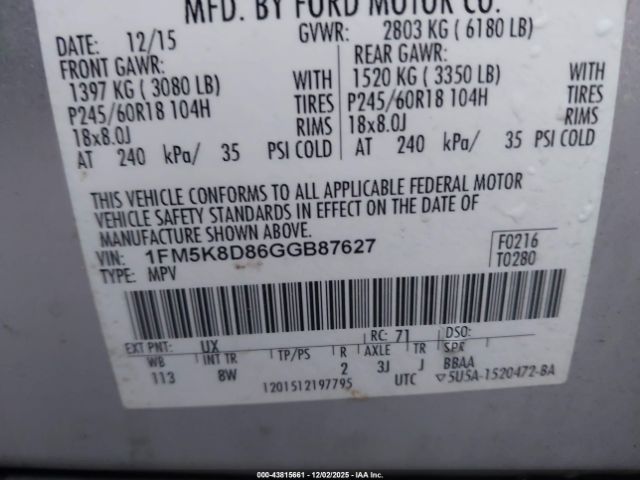 MFD. BY FORD MOTOR CO.
DATE: 12/15 GVWR: 2803 KG ( 6180 LB)
FRONT GAWR: REAR GAWR:
1397 KG ( 3080 LB) WITH 1520 KG ( 3350 LB) WITH
P245/60R18 104H TIRES P245/60R18 104H TIRES
18x8.0J RIMS 18x8.0J RIMS
AT 240 kPa/ 35 PSI COLD AT 240 kPa/ 35 PSI COLD
THIS VEHICLE CONFORMS TO ALL APPLICABLE FEDERAL MOTOR
VEHICLE SAFETY STANDARDS IN EFFECT ON THE DATE OF
MANUFACTURE SHOWN ABOVE.
VIN: 1FM5K8D86GGB87627 F0216
TYPE: MPV T0280
EXT PNT: UX RC: 71 DSO:
WB INT TR TP/PS R AXLE TR SPR
113 8W 2 3J J BBAA
1201512197795 UTC ▽5U5A-1520472-BA
000-43815661 - 12/02/2025 - IAA Inc.